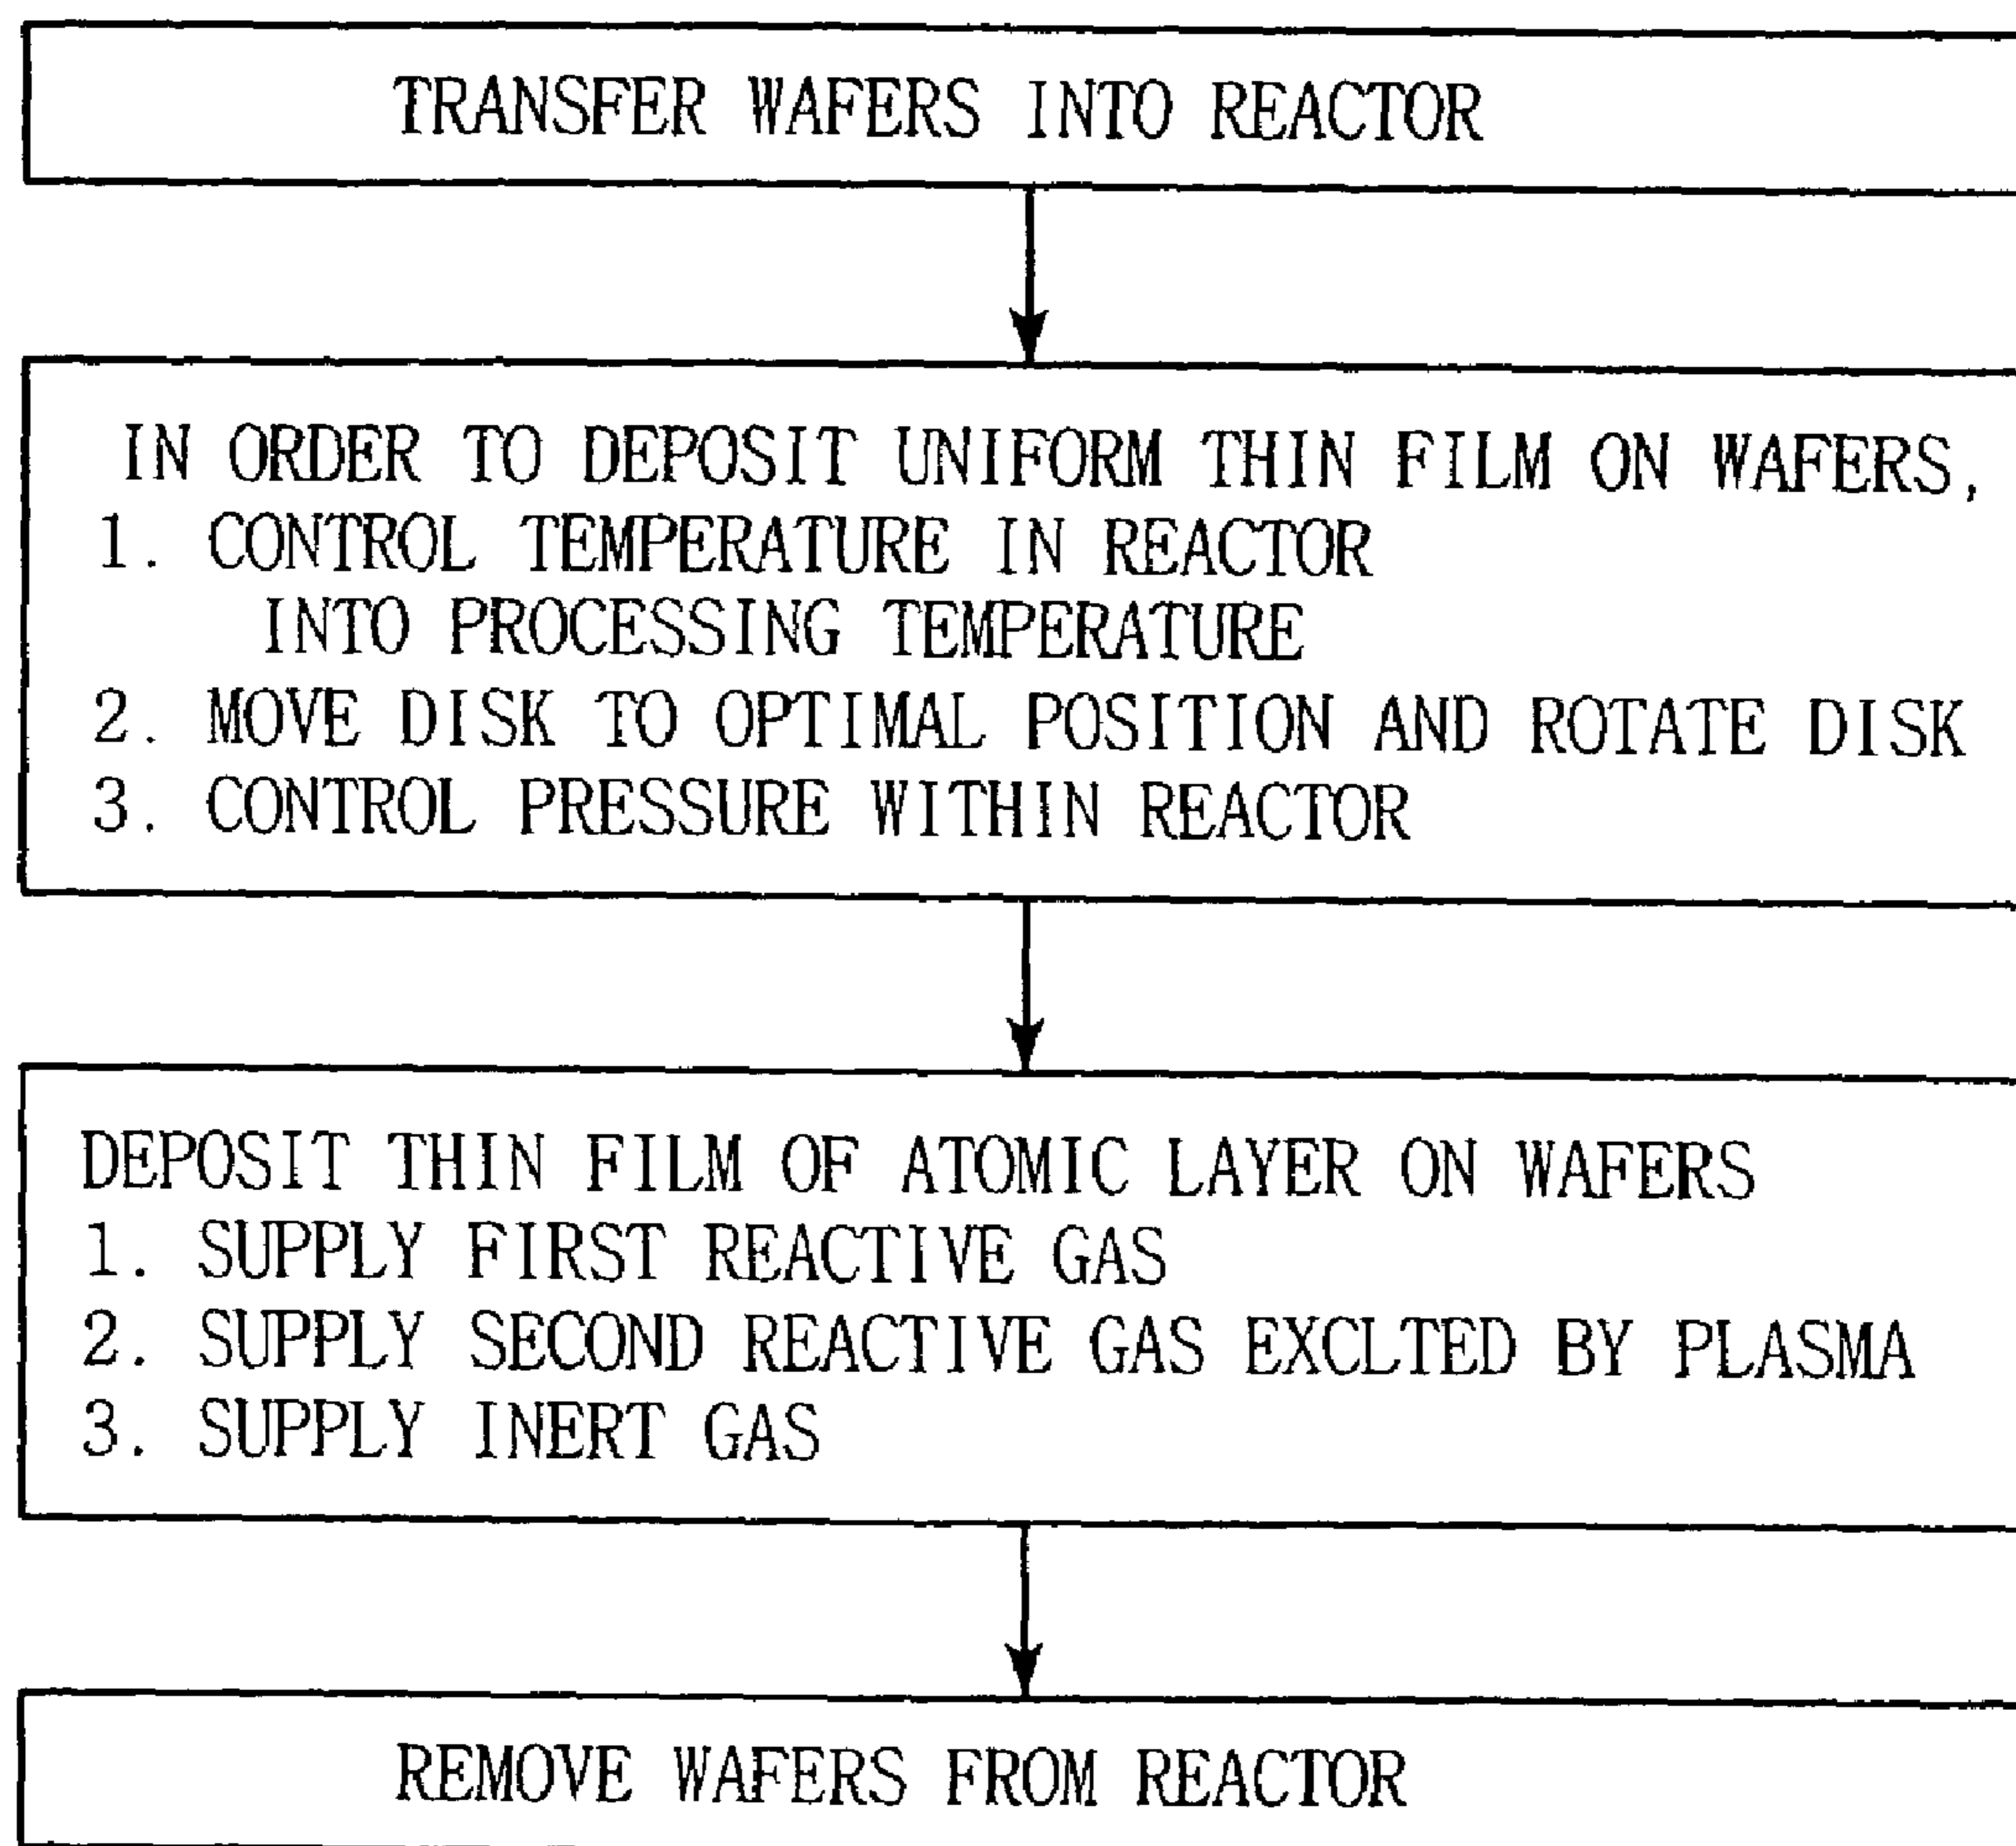 TRANSFER WAFERS INTO REACTOR
IN ORDER TO DEPOSIT UNIFORM THIN FILM ON WAFERS,
1. CONTROL TEMPERATURE IN REACTOR
INTO PROCESSING TEMPERATURE
2. MOVE DISK TO OPTIMAL POSITION AND ROTATE DISK
3. CONTROL PRESSURE WITHIN REACTOR
DEPOSIT THIN FILM OF ATOMIC LAYER ON WAFERS
1. SUPPLY FIRST REACTIVE GAS
2. SUPPLY SECOND REACTIVE GAS EXCLTED BY PLASMA
3. SUPPLY INERT GAS
REMOVE WAFERS FROM REACTOR